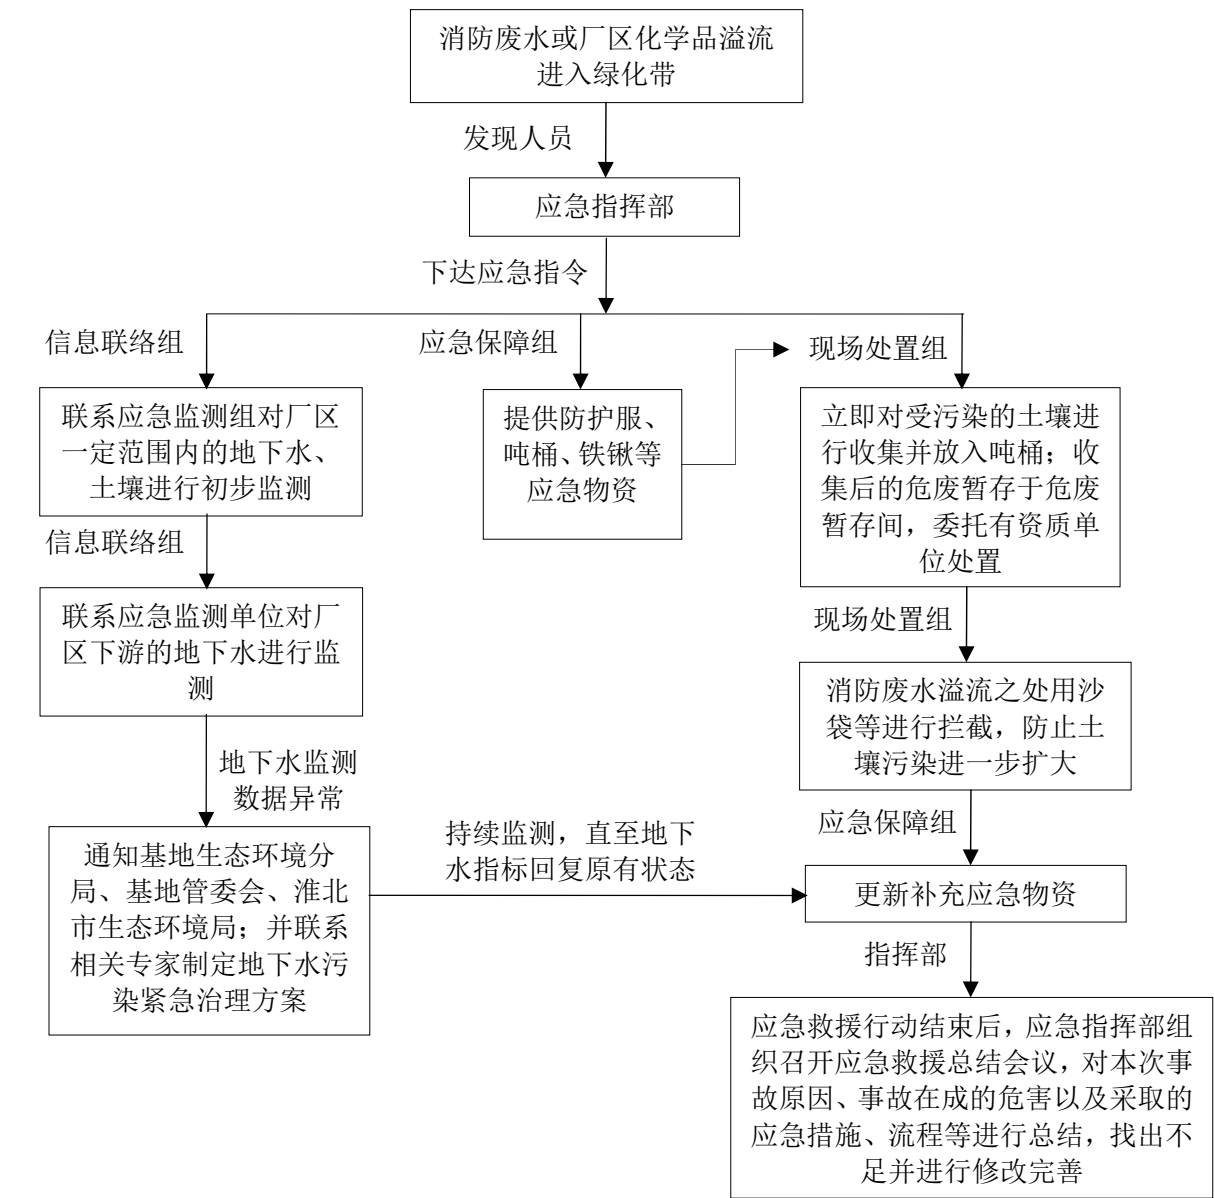 消防废水或厂区化学品溢流
进入绿化带
发现人员
应急指挥部
下达应急指令
信息联络组
应急保障组
现场处置组
联系应急监测组对厂区
一定范围内的地下水、
土壤进行初步监测
提供防护服、
吨桶、铁锹等
应急物资
立即对受污染的土壤进
行收集并放入吨桶；收
集后的危废暂存于危废
暂存间，委托有资质单
位处置
信息联络组
联系应急监测单位对厂
区下游的地下水进行监
测
现场处置组
消防废水溢流之处用沙
袋等进行拦截，防止土
壤污染进一步扩大
地下水监测
数据异常
应急保障组
通知基地生态环境分
局、基地管委会、淮北
市生态环境局；并联系
相关专家制定地下水污
染紧急治理方案
持续监测，直至地下
水指标回复原有状态
更新补充应急物资
指挥部
应急救援行动结束后，应急指挥部组
织召开应急救援总结会议，对本次事
故原因、事故在成的危害以及采取的
应急措施、流程等进行总结，找出不
足并进行修改完善